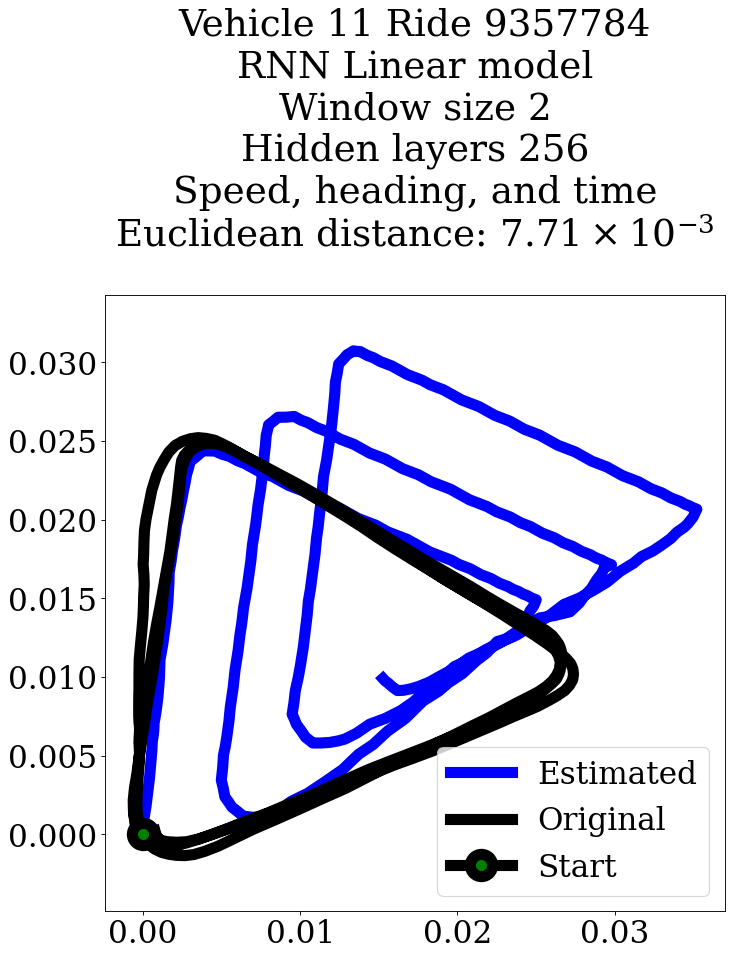 Vehicle 11 Ride 9357784
RNN Linear model
Window size 2
Hidden layers 256
Speed, heading, and time
Euclidean distance: 7.71 × 10⁻³
0.030
0.025
0.020
0.015
0.010
0.005
0.000
Estimated
Original
Start
0.00 0.01 0.02 0.03